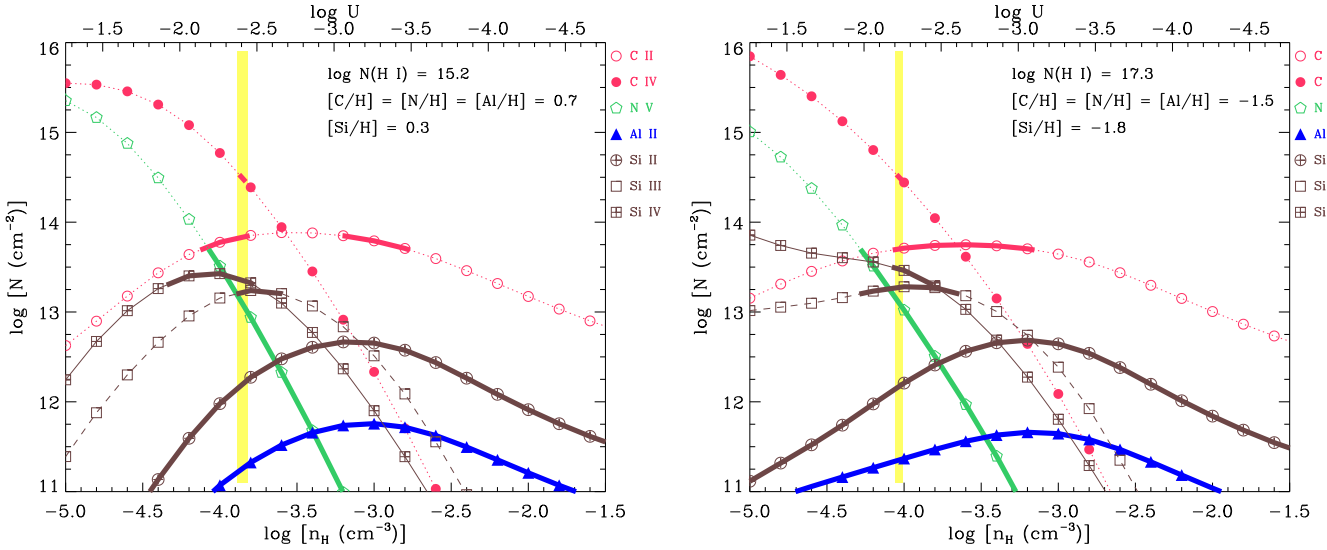 log U
−1.5 −2.0 −2.5 −3.0 −3.5 −4.0 −4.5
16
15
14
13
12
11
log [N (cm−2)]
log N(H I) = 15.2
[C/H] = [N/H] = [Al/H] = 0.7
[Si/H] = 0.3
C II
C IV
N V
Al II
Si II
Si III
Si IV
−5.0 −4.5 −4.0 −3.5 −3.0 −2.5 −2.0 −1.5
log [nH (cm−3)]
log U
−1.5 −2.0 −2.5 −3.0 −3.5 −4.0 −4.5
16
15
14
13
12
11
log [N (cm−2)]
log N(H I) = 17.3
[C/H] = [N/H] = [Al/H] = −1.5
[Si/H] = −1.8
C
C
N
Al
Si
Si
Si
−5.0 −4.5 −4.0 −3.5 −3.0 −2.5 −2.0 −1.5
log [nH (cm−3)]